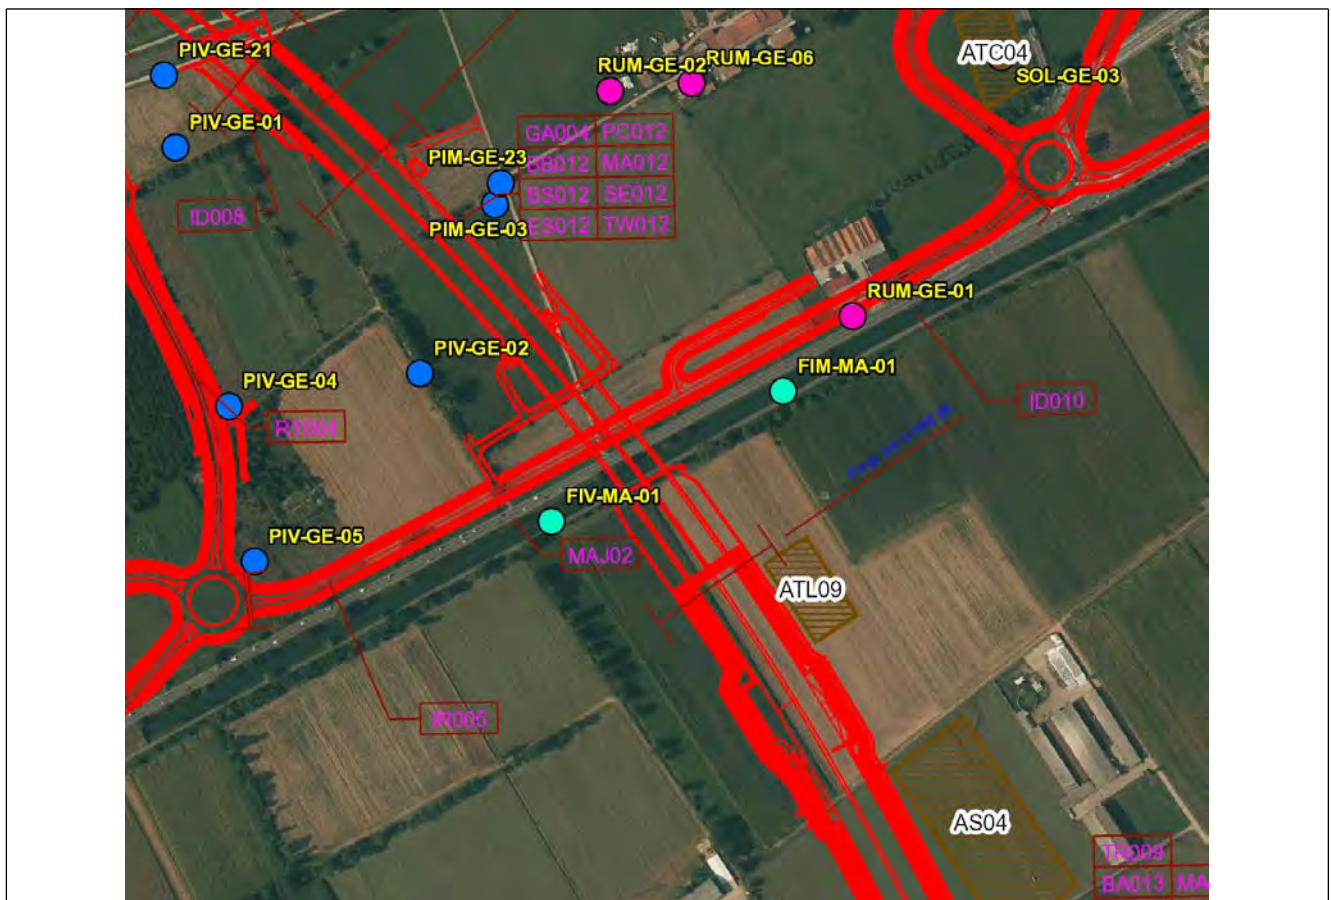 PIV-GE-21
RUM-GE-02
RUM-GE-06
ATC04
SOL-GE-03
PIV-GE-01
GA004 PC012
PIM-GE-23
BB012 MA012
BS012 SE012
ID008
PIM-GE-03
ES012 TW012
RUM-GE-01
PIV-GE-02
FIM-MA-01
PIV-GE-04
ID010
FIV-MA-01
PIV-GE-05
MAJ02
ATL09
IR005
AS04
BA013 MA